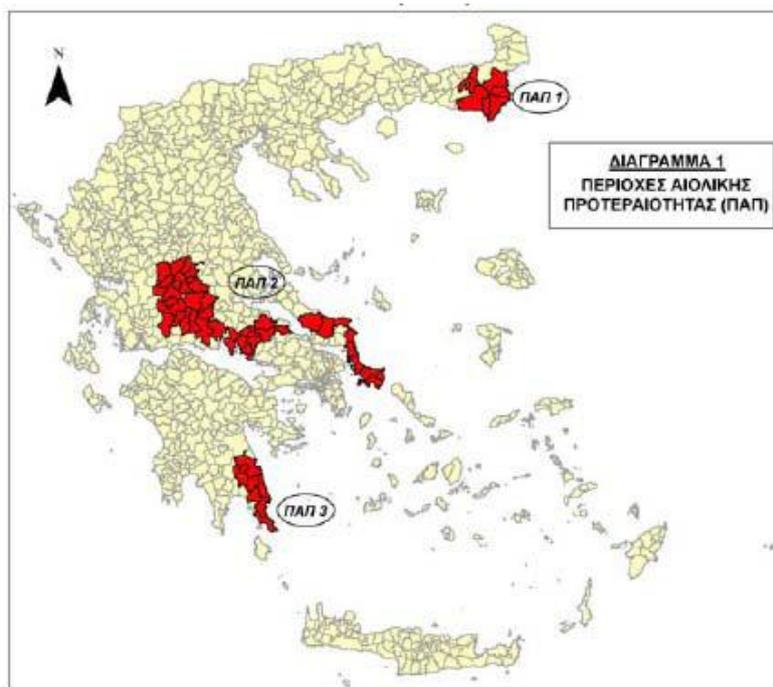 N
ΠΑΠ 1
ΔΙΑΓΡΑΜΜΑ 1
ΠΕΡΙΟΧΕΣ ΑΙΟΛΙΚΗΣ
ΠΡΟΤΕΡΑΙΟΤΗΤΑΣ (ΠΑΠ)
ΠΑΠ 2
ΠΑΠ 3